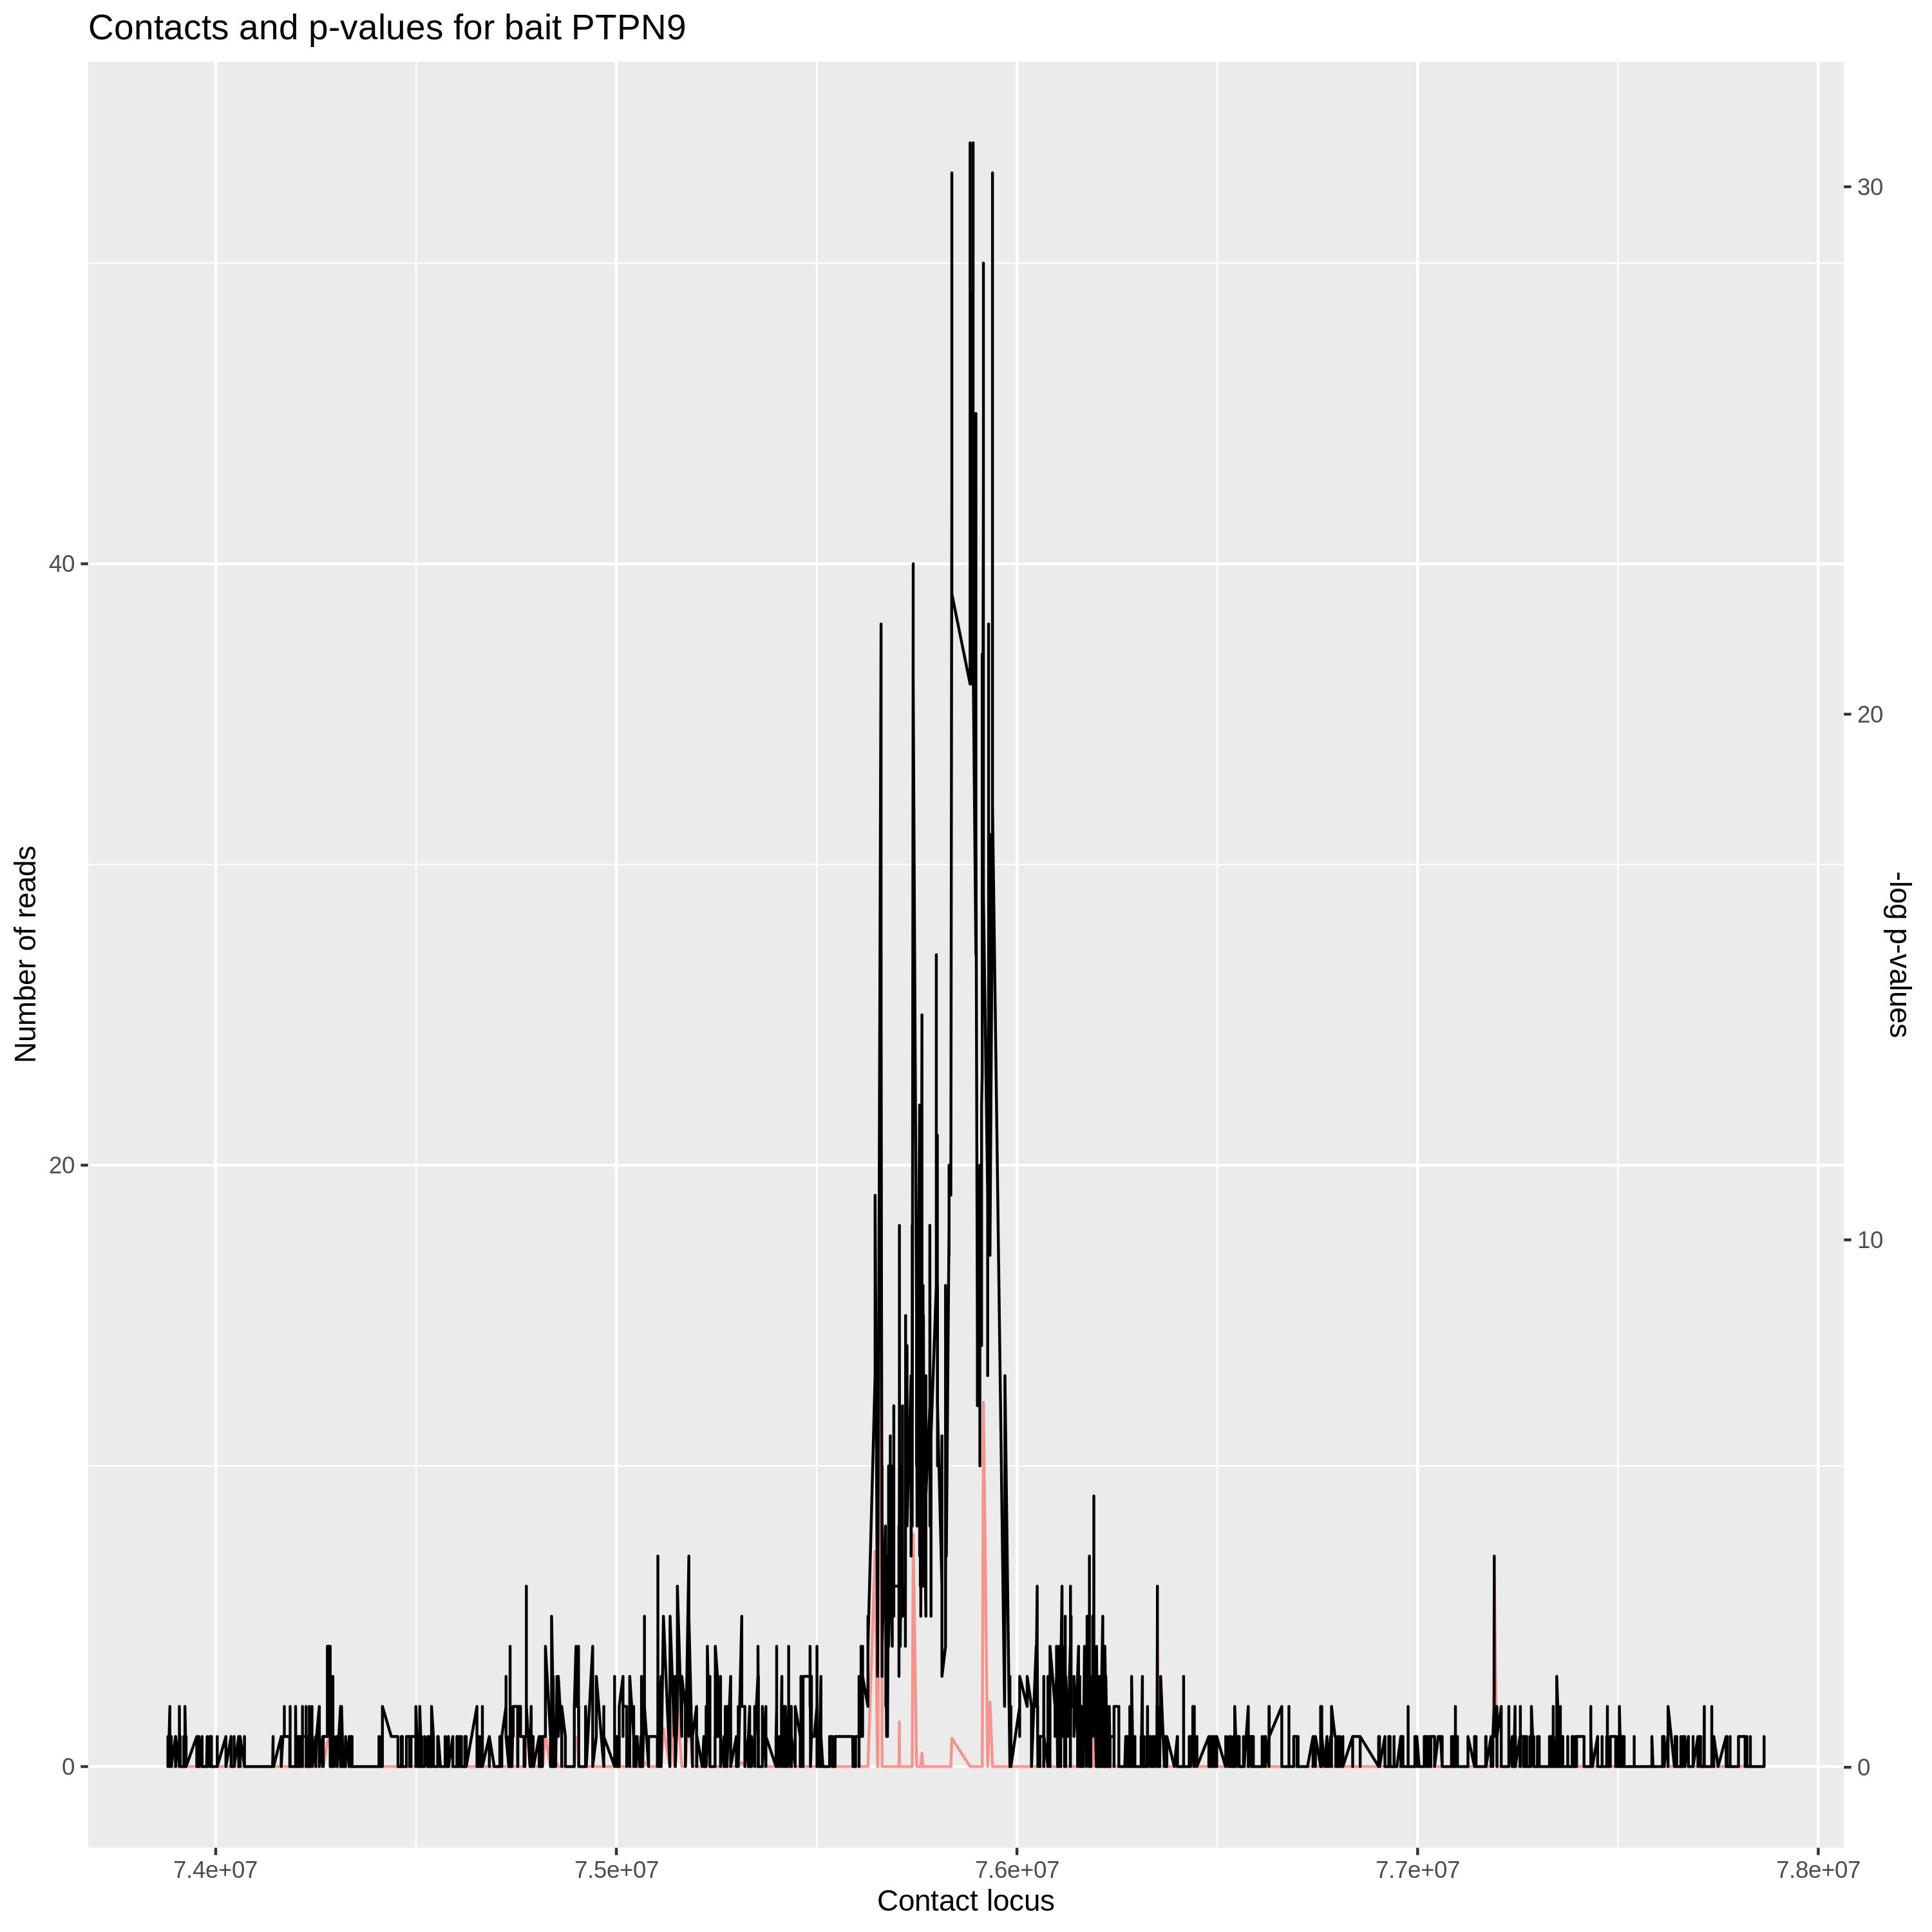 Contacts and p-values for bait PTPN9
Number of reads
40
20
0
30
20
10
0
-log p-values
7.4e+07 7.5e+07 7.6e+07 7.7e+07 7.8e+07
Contact locus